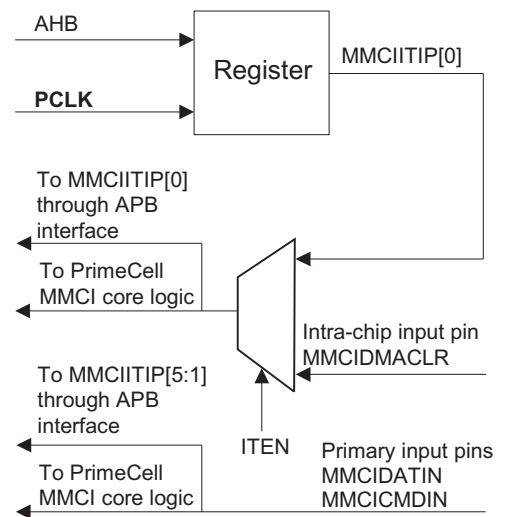 AHB
PCLK
Register
MMCIITIP[0]
To MMCIITIP[0]
through APB
interface
To PrimeCell
MMCI core logic
Intra-chip input pin
MMCIDMACLR
To MMCIITIP[5:1]
through APB
interface
ITEN
Primary input pins
MMCIDATIN
MMCICMDIN
To PrimeCell
MMCI core logic